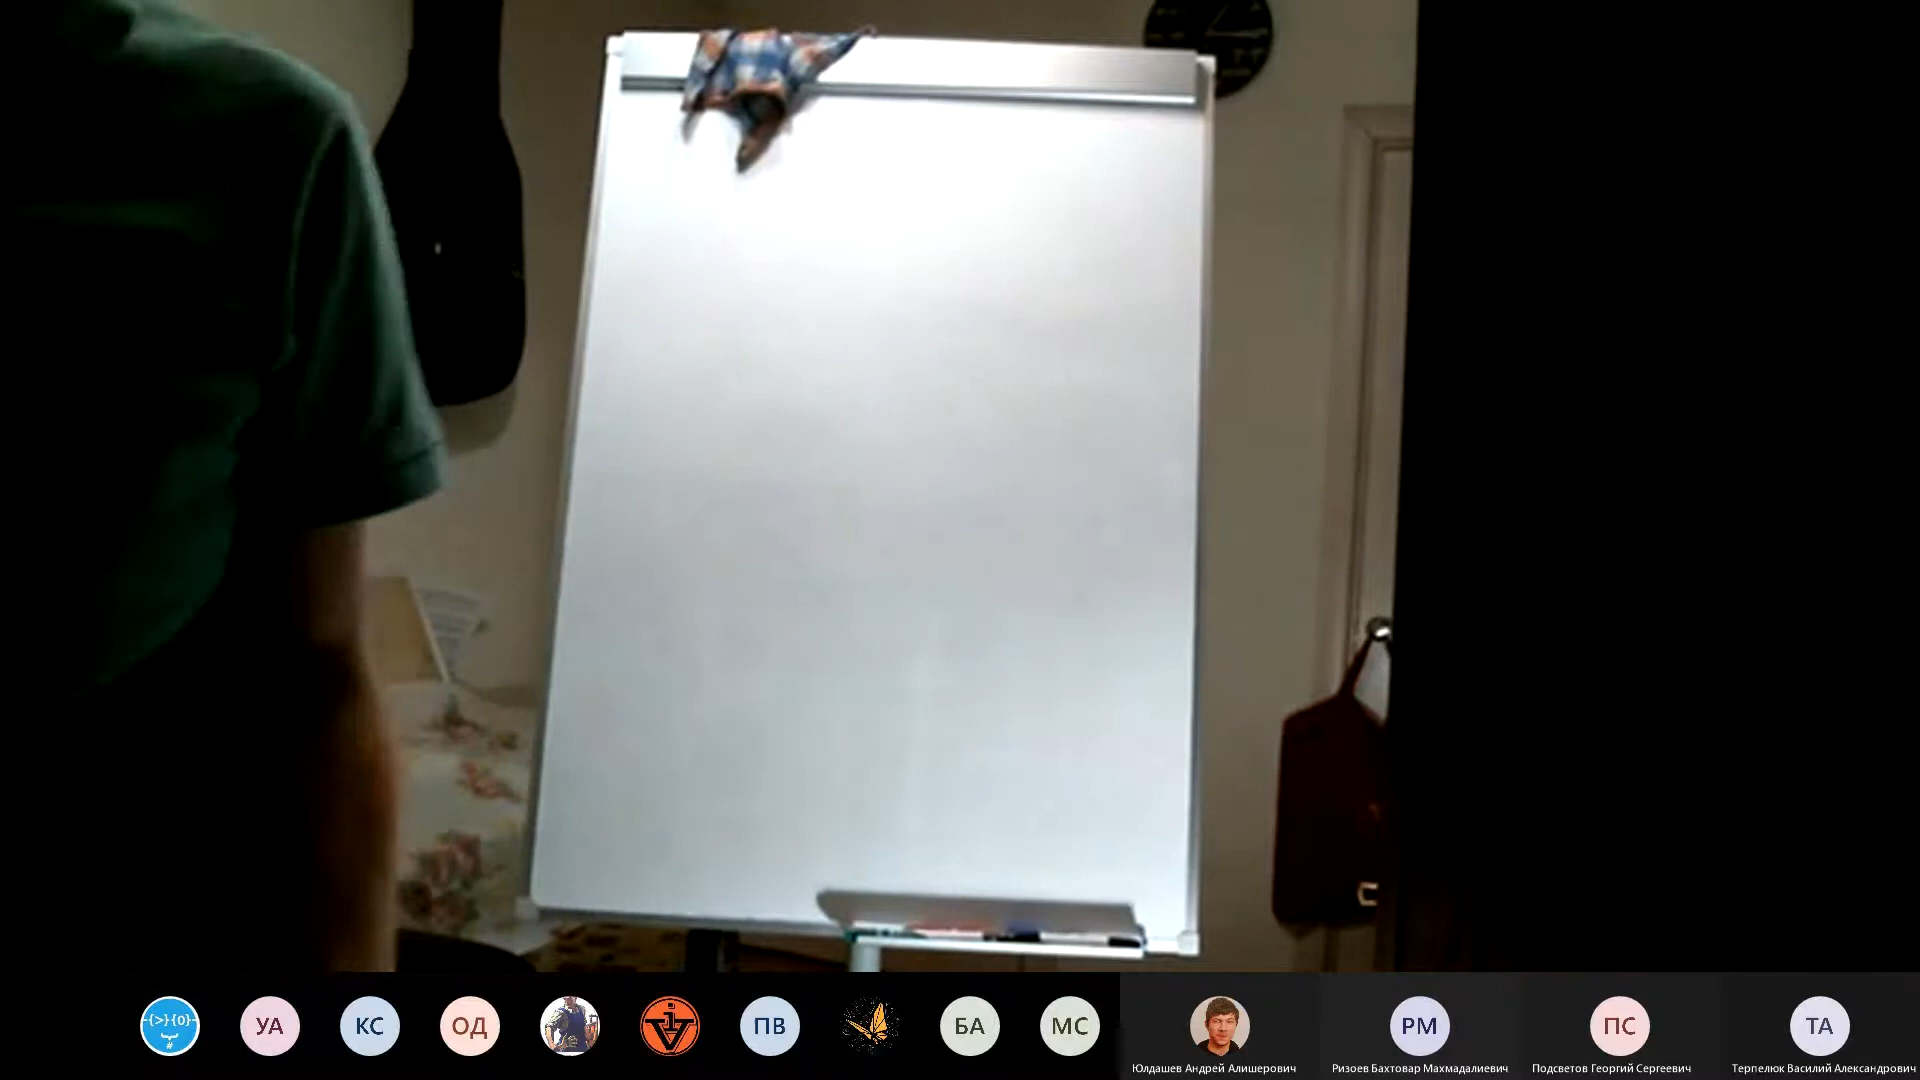 -{>}{0}-
#
УА
КС
ОД
ПВ
БА
МС
РМ
ПС
ТА
Юлдашев Андрей Алишерович
Ризоев Бахтовар Махмадалиевич
Подсветов Георгий Сергеевич
Терпелюк Василий Александрович